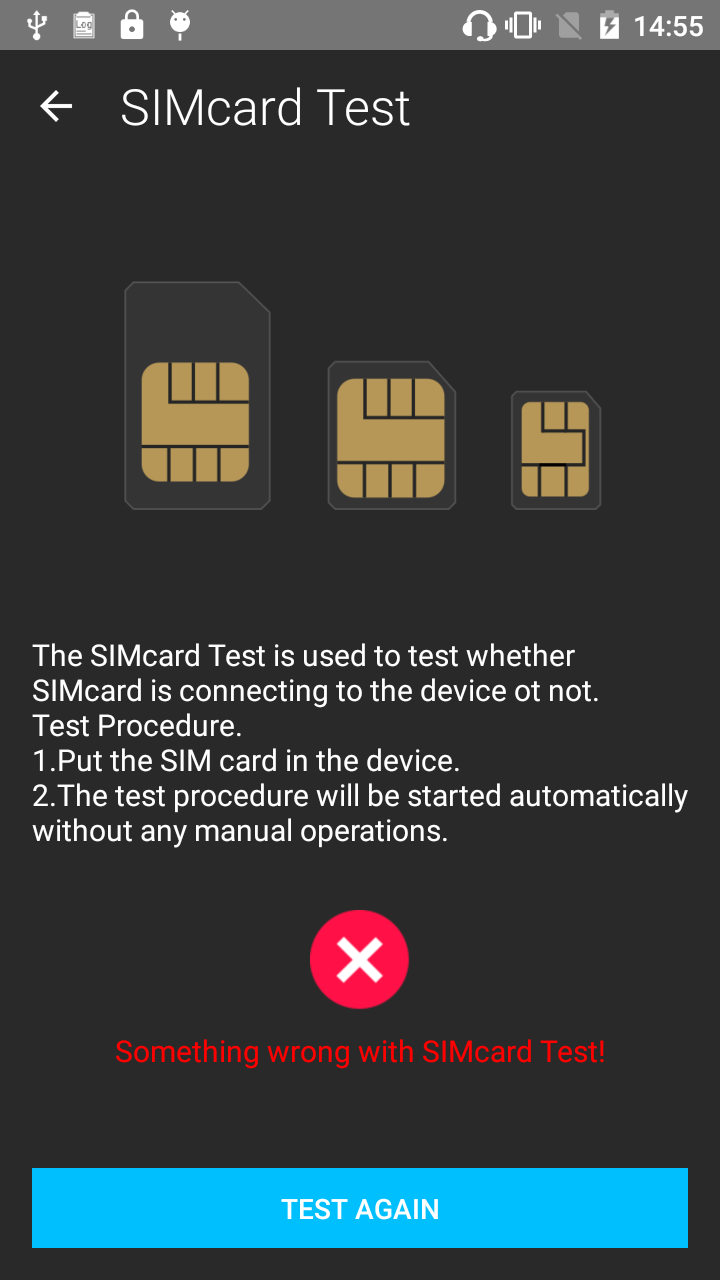 Log
14:55
SIMcard Test
The SIMcard Test is used to test whether
SIMcard is connecting to the device ot not.
Test Procedure.
1.Put the SIM card in the device.
2.The test procedure will be started automatically
without any manual operations.
Something wrong with SIMcard Test!
TEST AGAIN